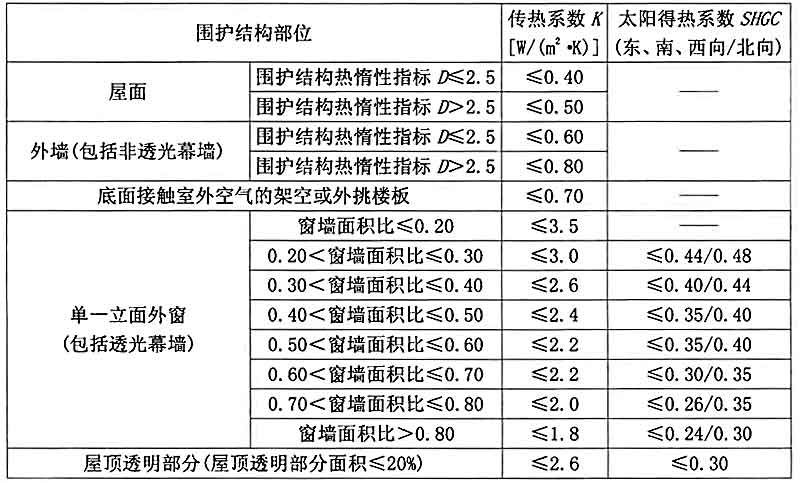 围护结构部位 传热系数 K [W/(m²·K)] 太阳得热系数 SHGC (东、南、西向/北向)
屋面 围护结构热惰性指标 D≤2.5 ≤0.40 ——
围护结构热惰性指标 D>2.5 ≤0.50
外墙(包括非透光幕墙) 围护结构热惰性指标 D≤2.5 ≤0.60 ——
围护结构热惰性指标 D>2.5 ≤0.80
底面接触室外空气的架空或外挑楼板 ≤0.70 ——
单一立面外窗 (包括透光幕墙) 窗墙面积比≤0.20 ≤3.5 ——
0.20<窗墙面积比≤0.30 ≤3.0 ≤0.44/0.48
0.30<窗墙面积比≤0.40 ≤2.6 ≤0.40/0.44
0.40<窗墙面积比≤0.50 ≤2.4 ≤0.35/0.40
0.50<窗墙面积比≤0.60 ≤2.2 ≤0.35/0.40
0.60<窗墙面积比≤0.70 ≤2.2 ≤0.30/0.35
0.70<窗墙面积比≤0.80 ≤2.0 ≤0.26/0.35
窗墙面积比>0.80 ≤1.8 ≤0.24/0.30
屋顶透明部分(屋顶透明部分面积≤20%) ≤2.6 ≤0.30